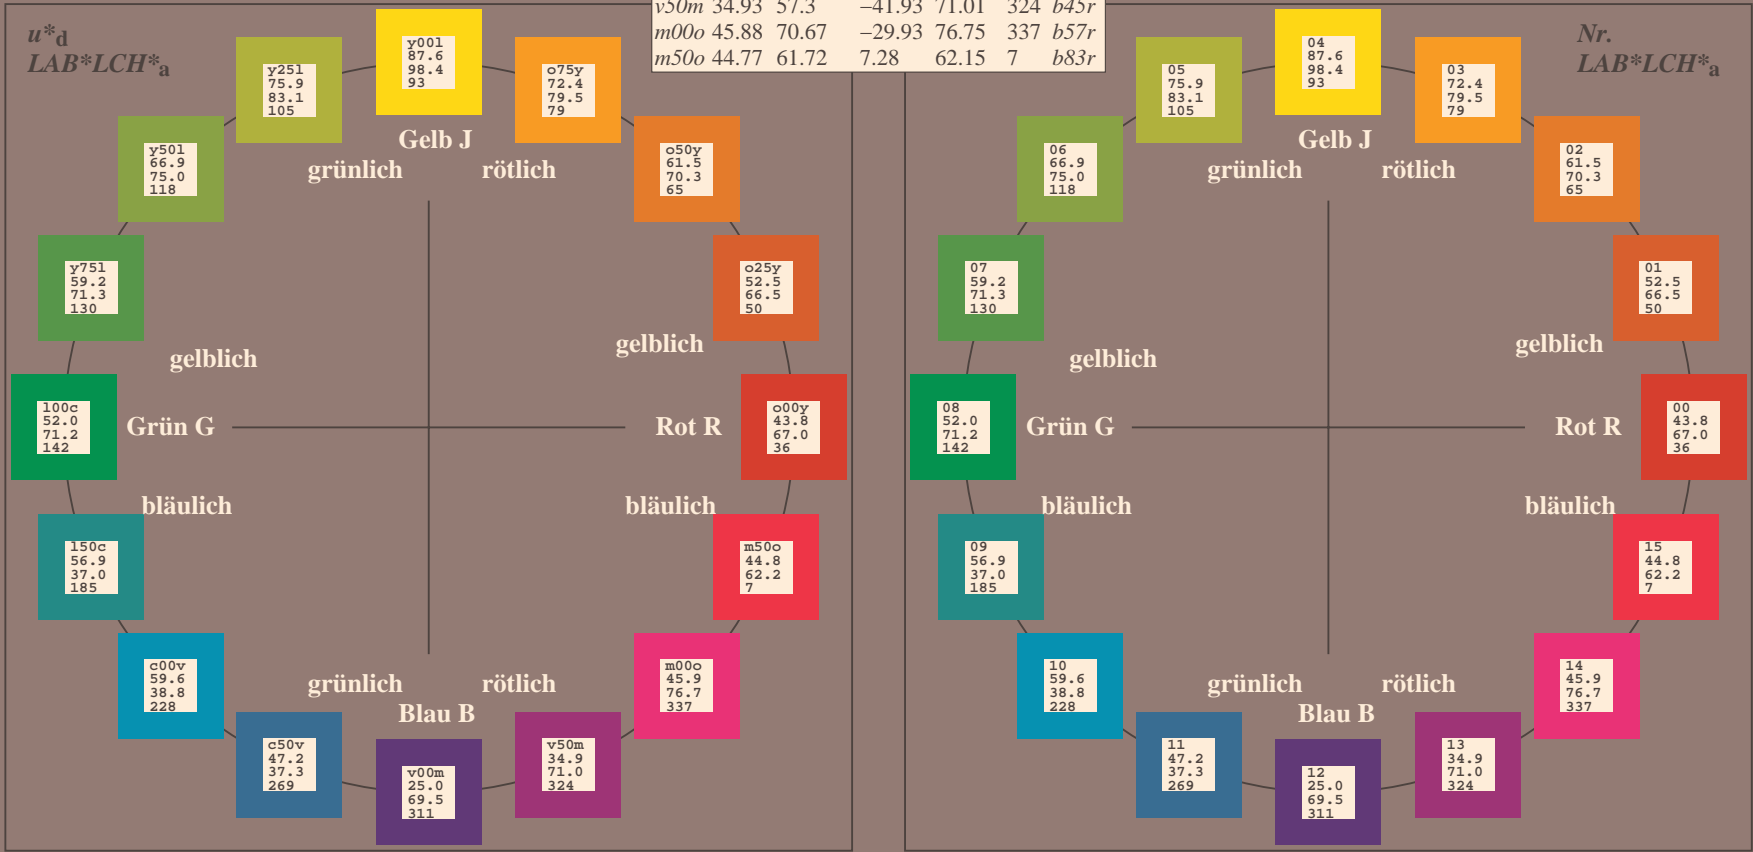 v50m 34.93 57.3 −41.93 71.01 324 b45r
m00o 45.88 70.67 −29.93 76.75 337 b57r
m50o 44.77 61.72 7.28 62.15 7 b83r
u*d
LAB*LCH*a
y00l
87.6
98.4
93
y25l
75.9
83.1
105
o75y
72.4
79.5
79
Gelb J
grünlich rötlich
y50l
66.9
75.0
118
o50y
61.5
70.3
65
y75l
59.2
71.3
130
o25y
52.5
66.5
50
gelblich
gelblich
l00c
52.0
71.2
142
Grün G
Rot R
o00y
43.8
67.0
36
bläulich
bläulich
l50c
56.9
37.0
185
m50o
44.8
62.2
7
c00v
59.6
38.8
228
m00o
45.9
76.7
337
grünlich rötlich
Blau B
c50v
47.2
37.3
269
v00m
25.0
69.5
311
v50m
34.9
71.0
324
Nr.
LAB*LCH*a
04
87.6
98.4
93
05
75.9
83.1
105
03
72.4
79.5
79
Gelb J
grünlich rötlich
06
66.9
75.0
118
02
61.5
70.3
65
07
59.2
71.3
130
01
52.5
66.5
50
gelblich
gelblich
08
52.0
71.2
142
Grün G
Rot R
00
43.8
67.0
36
bläulich
bläulich
09
56.9
37.0
185
15
44.8
62.2
7
10
59.6
38.8
228
14
45.9
76.7
337
grünlich rötlich
Blau B
11
47.2
37.3
269
12
25.0
69.5
311
13
34.9
71.0
324